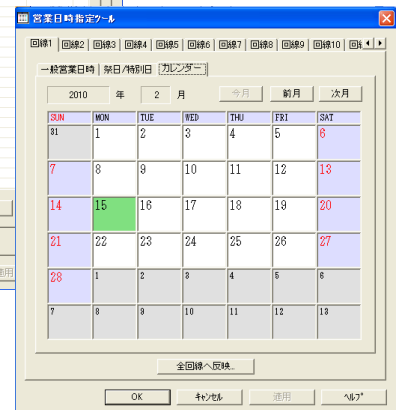 営業日時指定ツール
回線1 回線2 回線3 回線4 回線5 回線6 回線7 回線8 回線9 回線10
一般営業日時 祭日/特別日 カレンダー
2010 年 2 月 今月 前月 次月
SUN MON TUE WED THU FRI SAT
31 1 2 3 4 5 6
7 8 9 10 11 12 13
14 15 16 17 18 19 20
21 22 23 24 25 26 27
28 1 2 3 4 5 6
7 8 9 10 11 12 13
全回線へ反映...
適用
OK キャンセル 適用 ヘルプ